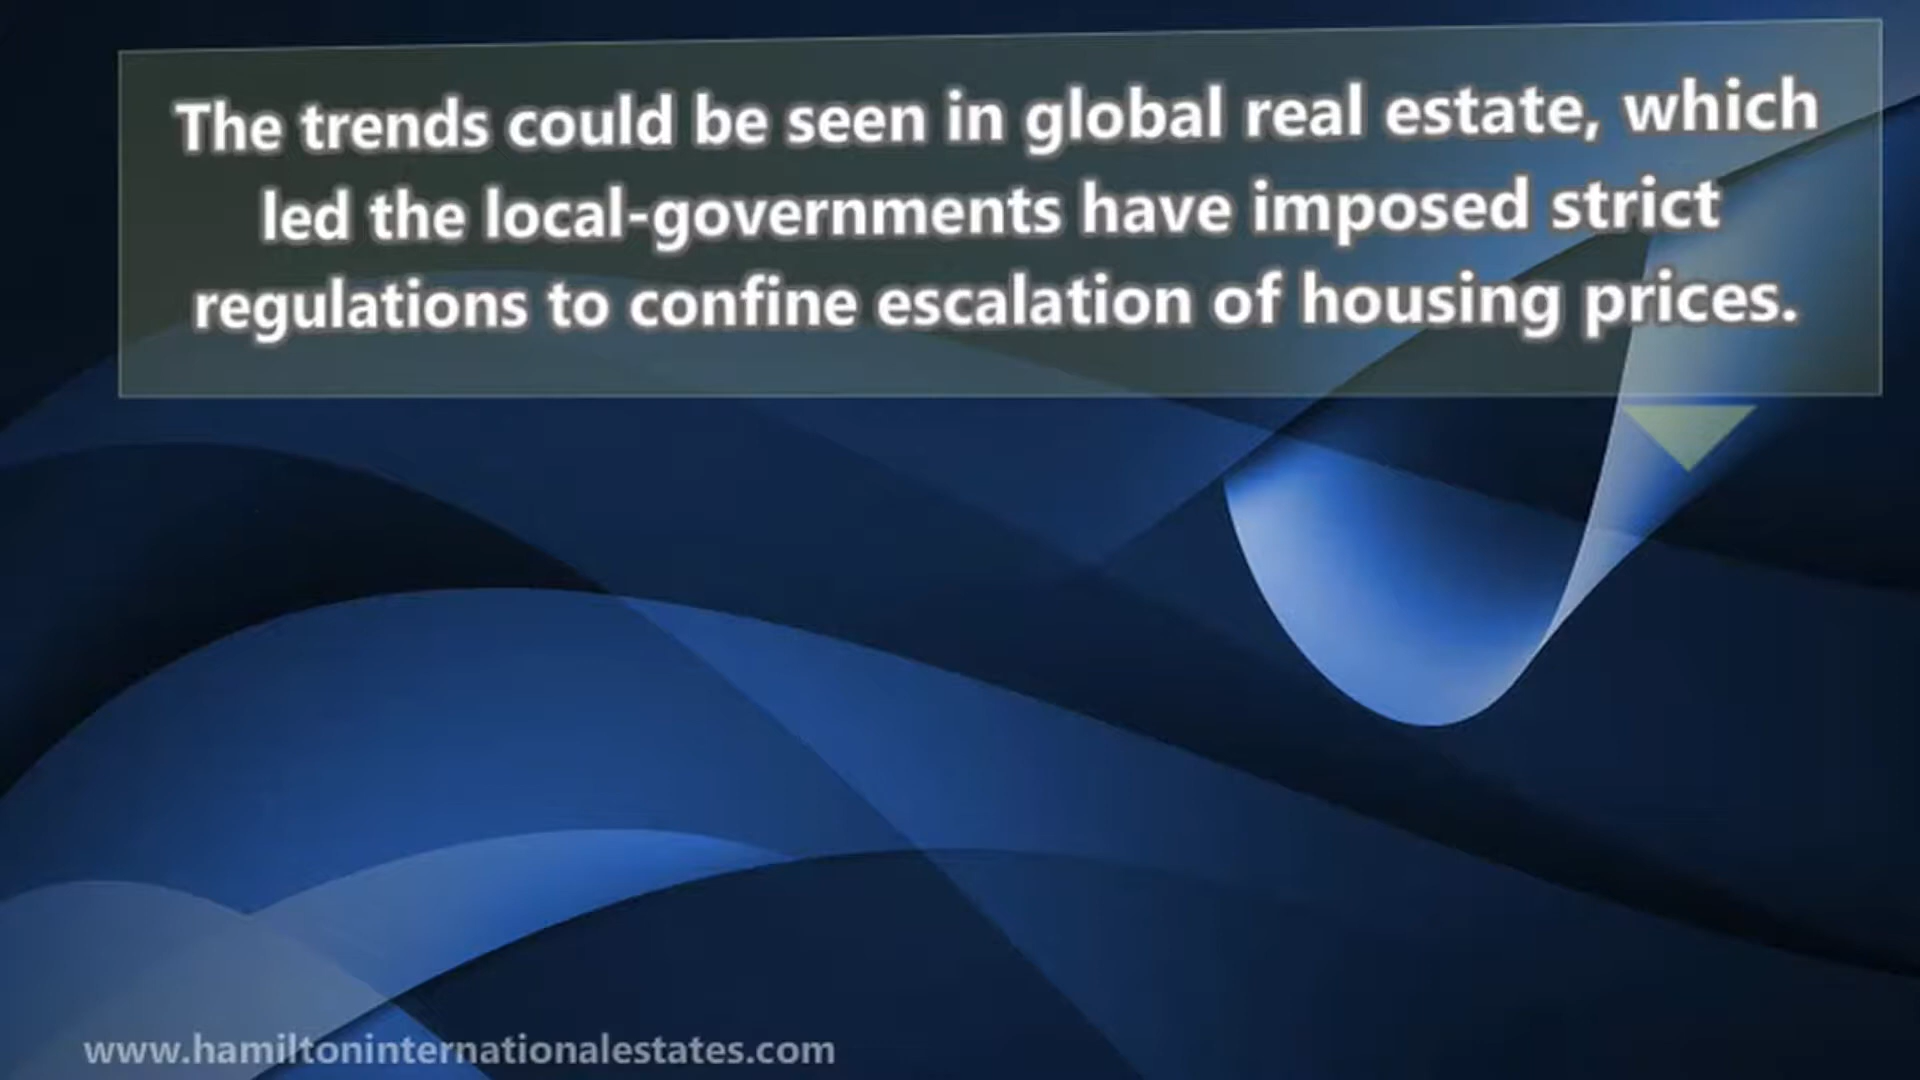 The trends could be seen in global real estate, which
led the local-governments have imposed strict
regulations to confine escalation of housing prices.
www.hamiltoninternationalestates.com